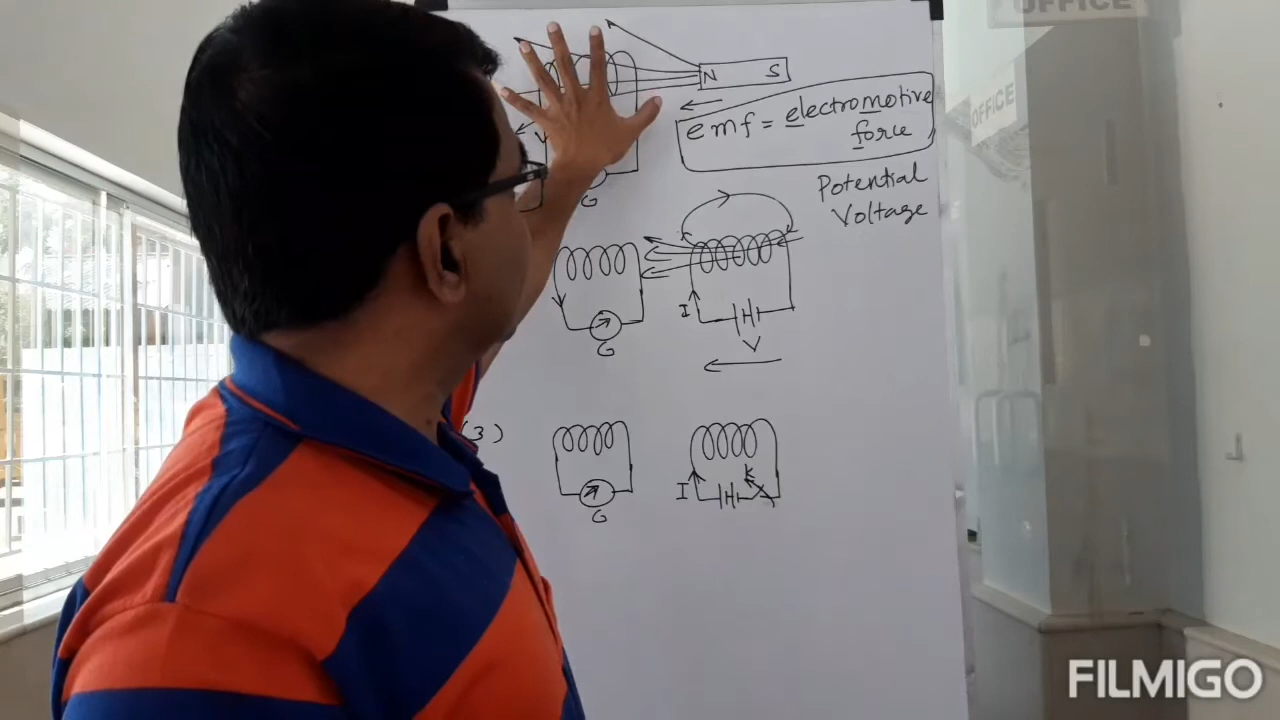 OFFICE
OFFICE
N S
emf = electromotive
force
V
G
Potential
Voltage
I
G
V
(3)
K
I
G
FILMIGO